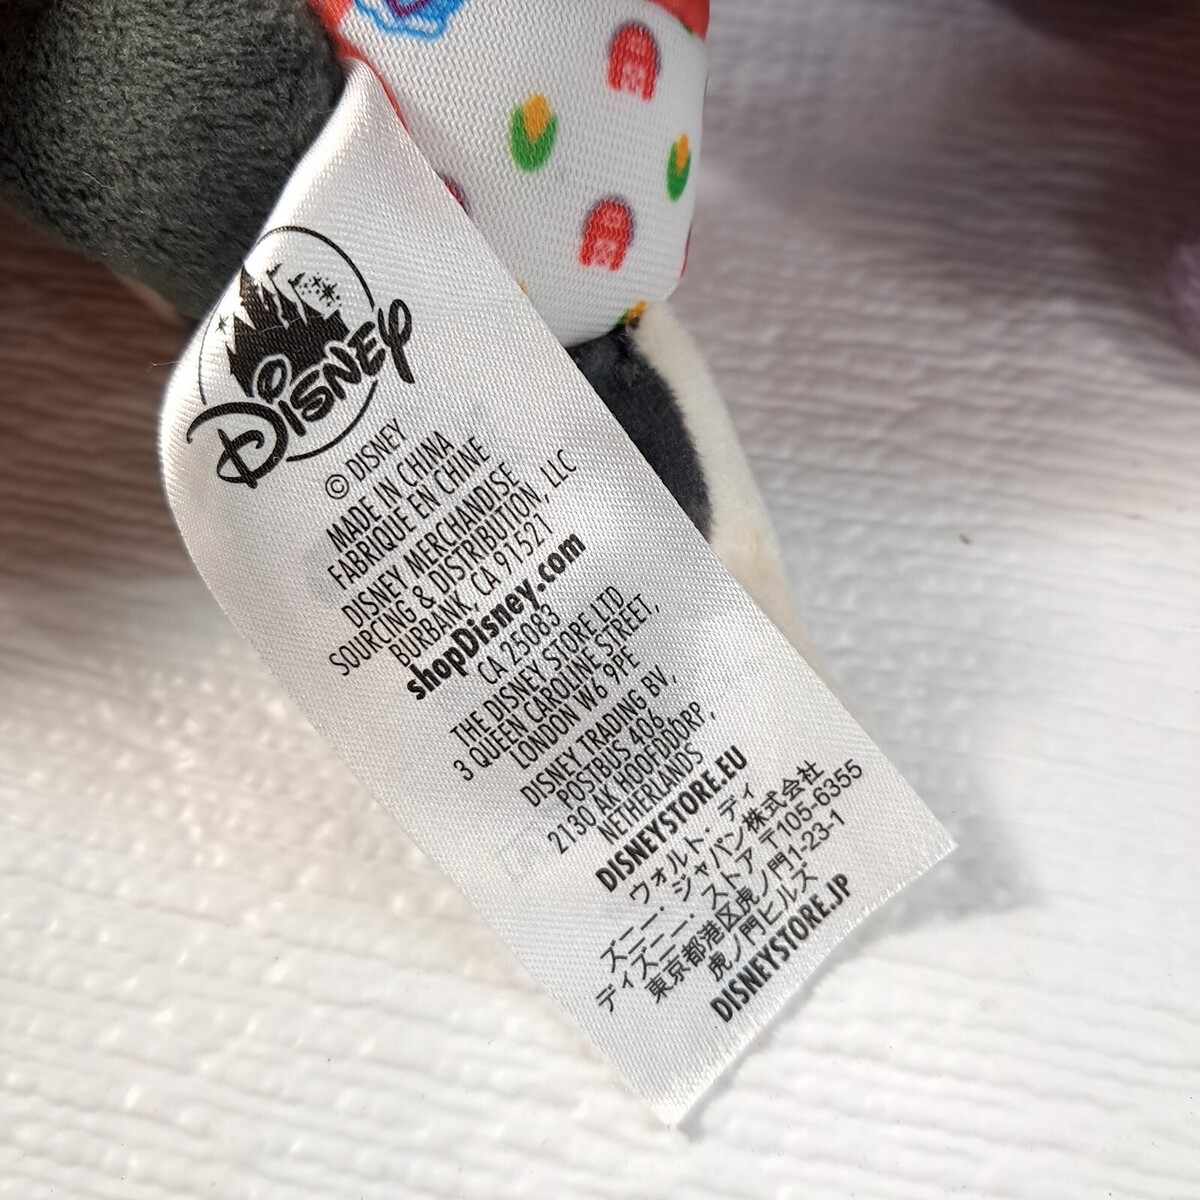 Disney
© DISNEY
MADE IN CHINA
FABRIQUE EN CHINE
DISNEY MERCHANDISE
SOURCING & DISTRIBUTION, LLC
BURBANK, CA 91521
shopDisney.com
CA 25083
THE DISNEY STORE LTD
3 QUEEN CAROLINE STREET,
LONDON W6 9PE
DISNEY TRADING BV,
POSTBUS 406,
2130 AK HOOFDDORP,
NETHERLANDS
DISNEYSTORE.EU
ウォルト・ディ
ズニー・ジャパン株式会社
ディズニー・ストア 〒105-6355
東京都港区虎ノ門1-23-1
虎ノ門ヒルズ
DISNEYSTORE.JP